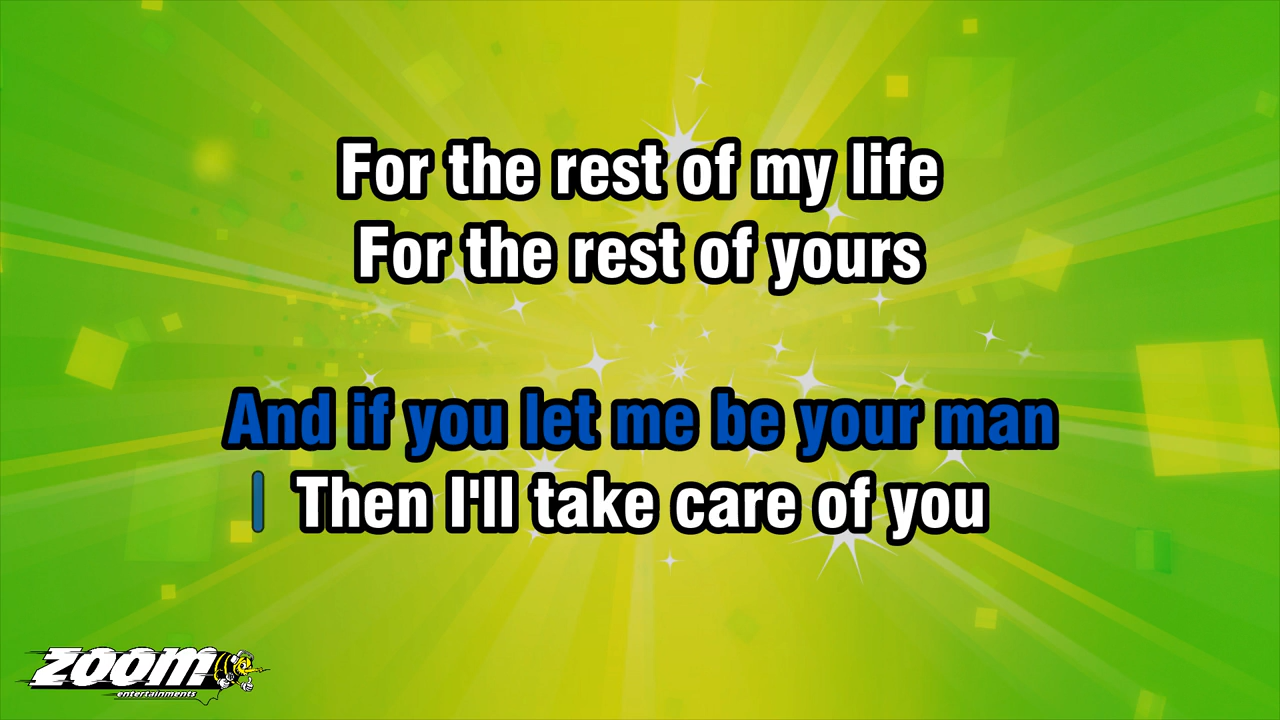 For the rest of my life
For the rest of yours
And if you let me be your man
Then I'll take care of you
ZOOM
entertainments